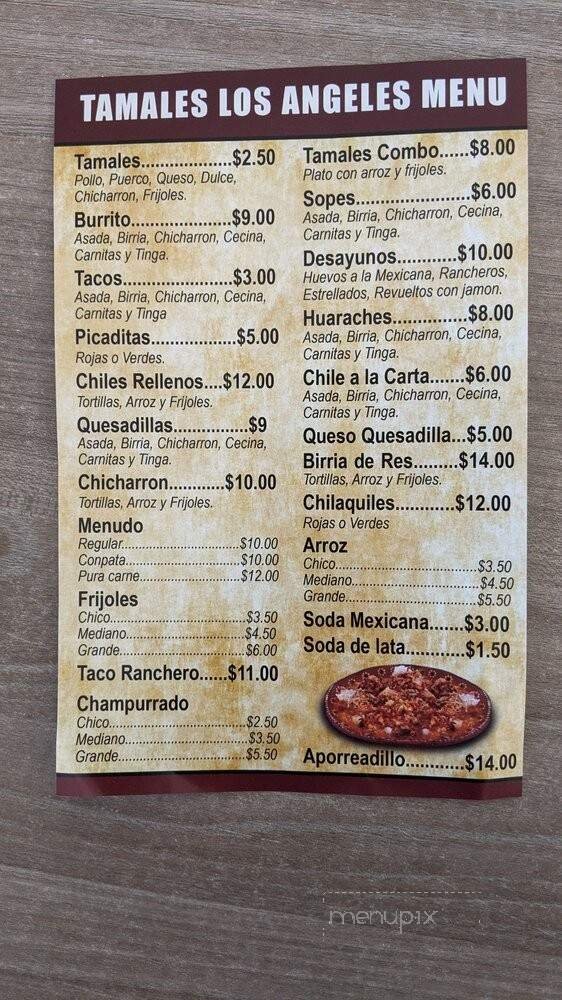 TAMALES LOS ANGELES MENU
Tamales..................$2.50
Pollo, Puerco, Queso, Dulce,
Chicharron, Frijoles.
Burrito....................$9.00
Asada, Birria, Chicharron, Cecina,
Carnitas y Tinga.
Tacos......................$3.00
Asada, Birria, Chicharron, Cecina,
Carnitas y Tinga
Picaditas.................$5.00
Rojas o Verdes.
Chiles Rellenos....$12.00
Tortillas, Arroz y Frijoles.
Quesadillas...............$9
Asada, Birria, Chicharron, Cecina,
Carnitas y Tinga.
Chicharron...........$10.00
Tortillas, Arroz y Frijoles.
Menudo
Regular.............................$10.00
Conpata............................$10.00
Pura carne........................$12.00
Frijoles
Chico.................................$3.50
Mediano............................$4.50
Grande..............................$6.00
Taco Ranchero......$11.00
Champurrado
Chico.................................$2.50
Mediano............................$3.50
Grande..............................$5.50
Tamales Combo......$8.00
Plato con arroz y frijoles.
Sopes.......................$6.00
Asada, Birria, Chicharron, Cecina,
Carnitas y Tinga.
Desayunos............$10.00
Huevos a la Mexicana, Rancheros,
Estrellados, Revueltos con jamon.
Huaraches...............$8.00
Asada, Birria, Chicharron, Cecina,
Carnitas y Tinga.
Chile a la Carta.......$6.00
Asada, Birria, Chicharron, Cecina,
Carnitas y Tinga.
Queso Quesadilla...$5.00
Birria de Res.........$14.00
Tortillas, Arroz y Frijoles.
Chilaquiles............$12.00
Rojas o Verdes
Arroz
Chico..................................$3.50
Mediano.............................$4.50
Grande...............................$5.50
Soda Mexicana.......$3.00
Soda de lata............$1.50
Aporreadillo............$14.00
menupix